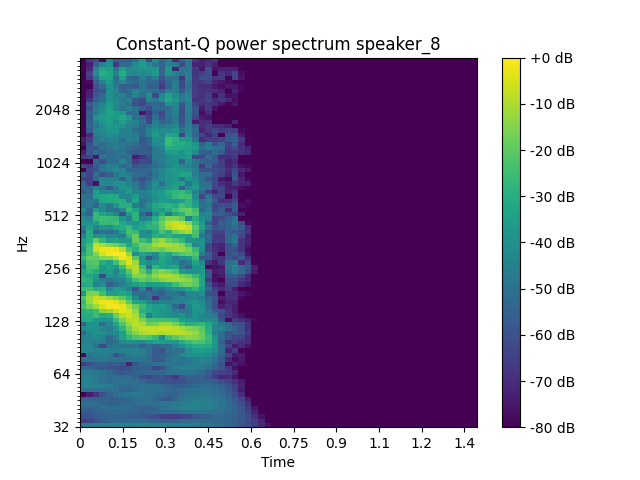 Constant-Q power spectrum speaker_8
Hz
2048
1024
512
256
128
64
32
0 0.15 0.3 0.45 0.6 0.75 0.9 1.1 1.2 1.4
Time
+0 dB
-10 dB
-20 dB
-30 dB
-40 dB
-50 dB
-60 dB
-70 dB
-80 dB